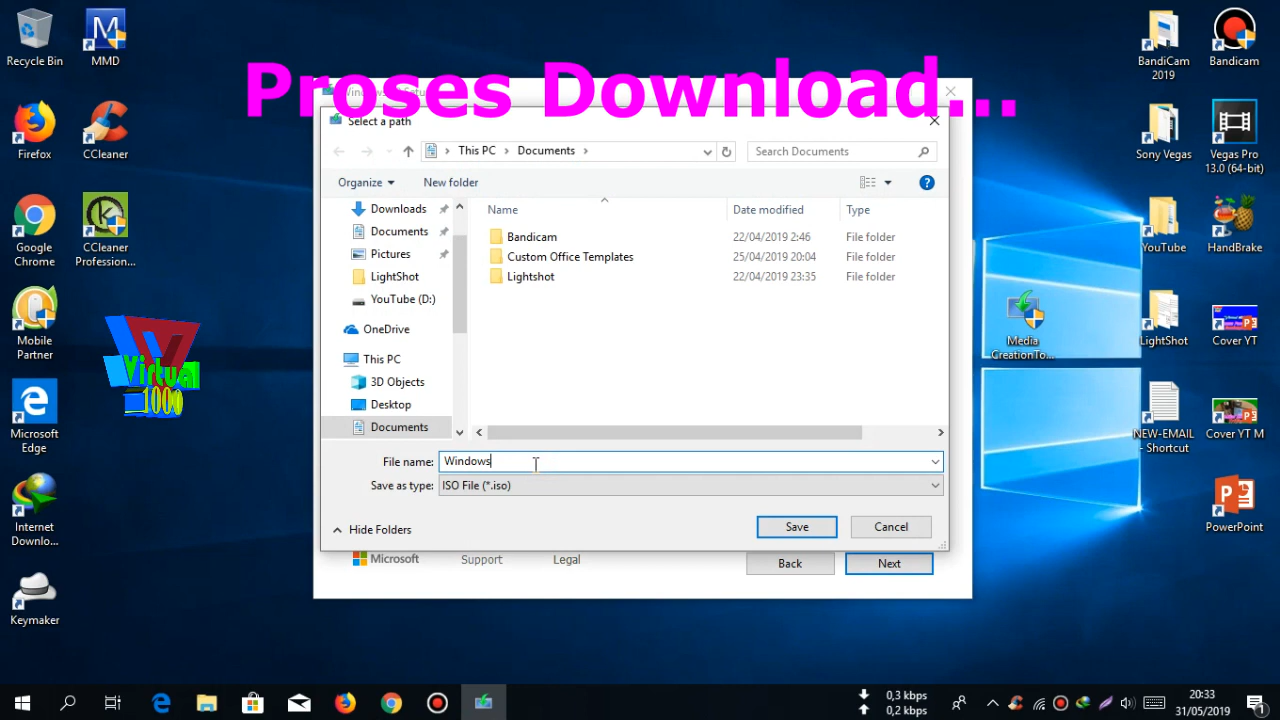 Recycle Bin
MMD
Firefox
CCleaner
Google
Chrome
CCleaner
Profession...
Mobile
Partner
Microsoft
Edge
Internet
Downlo...
Keymaker
Virtual
1000
Proses Download...
Select a path
This PC
Documents
Search Documents
Organize
New folder
Downloads
Documents
Pictures
LightShot
YouTube (D:)
OneDrive
This PC
3D Objects
Desktop
Documents
Name
Date modified
Type
Bandicam
22/04/2019 2:46
File folder
Custom Office Templates
25/04/2019 20:04
File folder
Lightshot
22/04/2019 23:35
File folder
File name:
Windows
Save as type:
ISO File (*.iso)
Hide Folders
Save
Cancel
Microsoft
Support
Legal
Back
Next
BandiCam
2019
Bandicam
Sony Vegas
Vegas Pro
13.0 (64-bit)
YouTube
HandBrake
Media
CreationTo...
LightShot
Cover YT
NEW-EMAIL
- Shortcut
Cover YT M
PowerPoint
0,3 kbps
0,2 kbps
20:33
31/05/2019
1